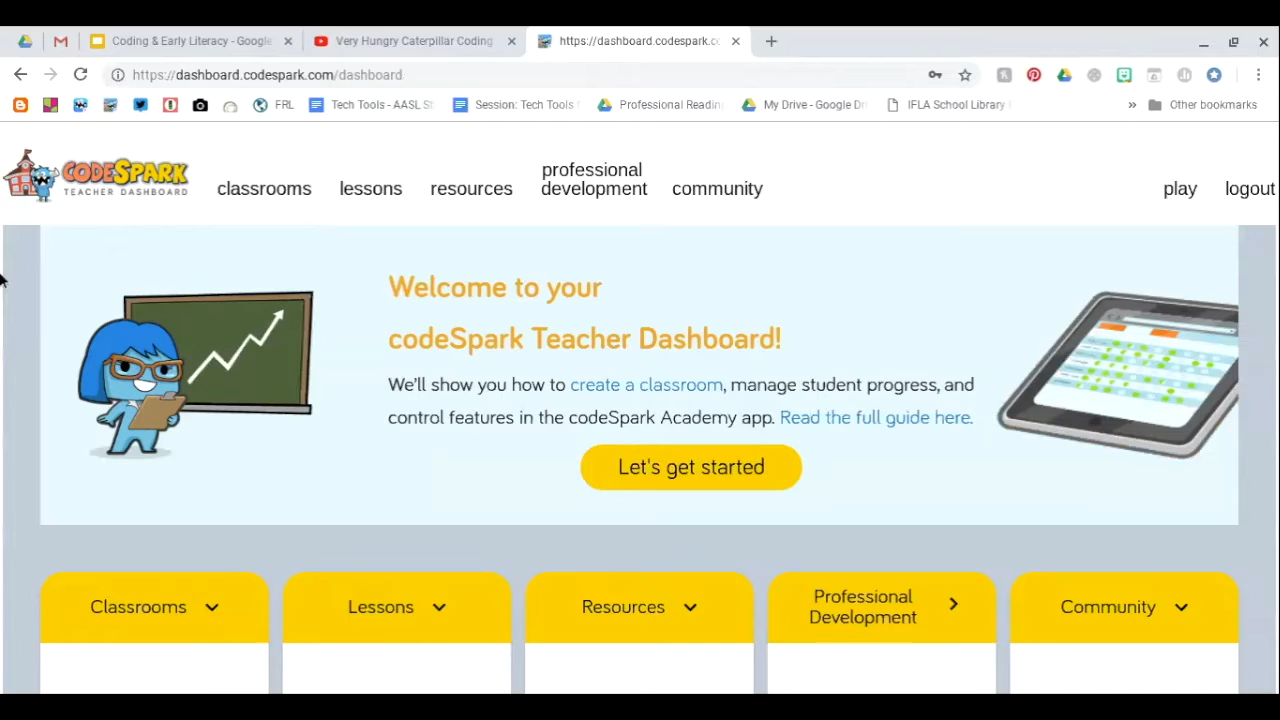 Coding & Early Literacy - Google
Very Hungry Caterpillar Coding
https://dashboard.codespark.co
https://dashboard.codespark.com/dashboard
FRL
Tech Tools - AASL St
Session: Tech Tools
Professional Readin
My Drive - Google Dri
IFLA School Library
Other bookmarks
CODESPARK
TEACHER DASHBOARD
classrooms
lessons
resources
professional
development
community
play
logout
Welcome to your
codeSpark Teacher Dashboard!
We'll show you how to create a classroom, manage student progress, and
control features in the codeSpark Academy app. Read the full guide here.
Let's get started
Classrooms
Lessons
Resources
Professional
Development
Community